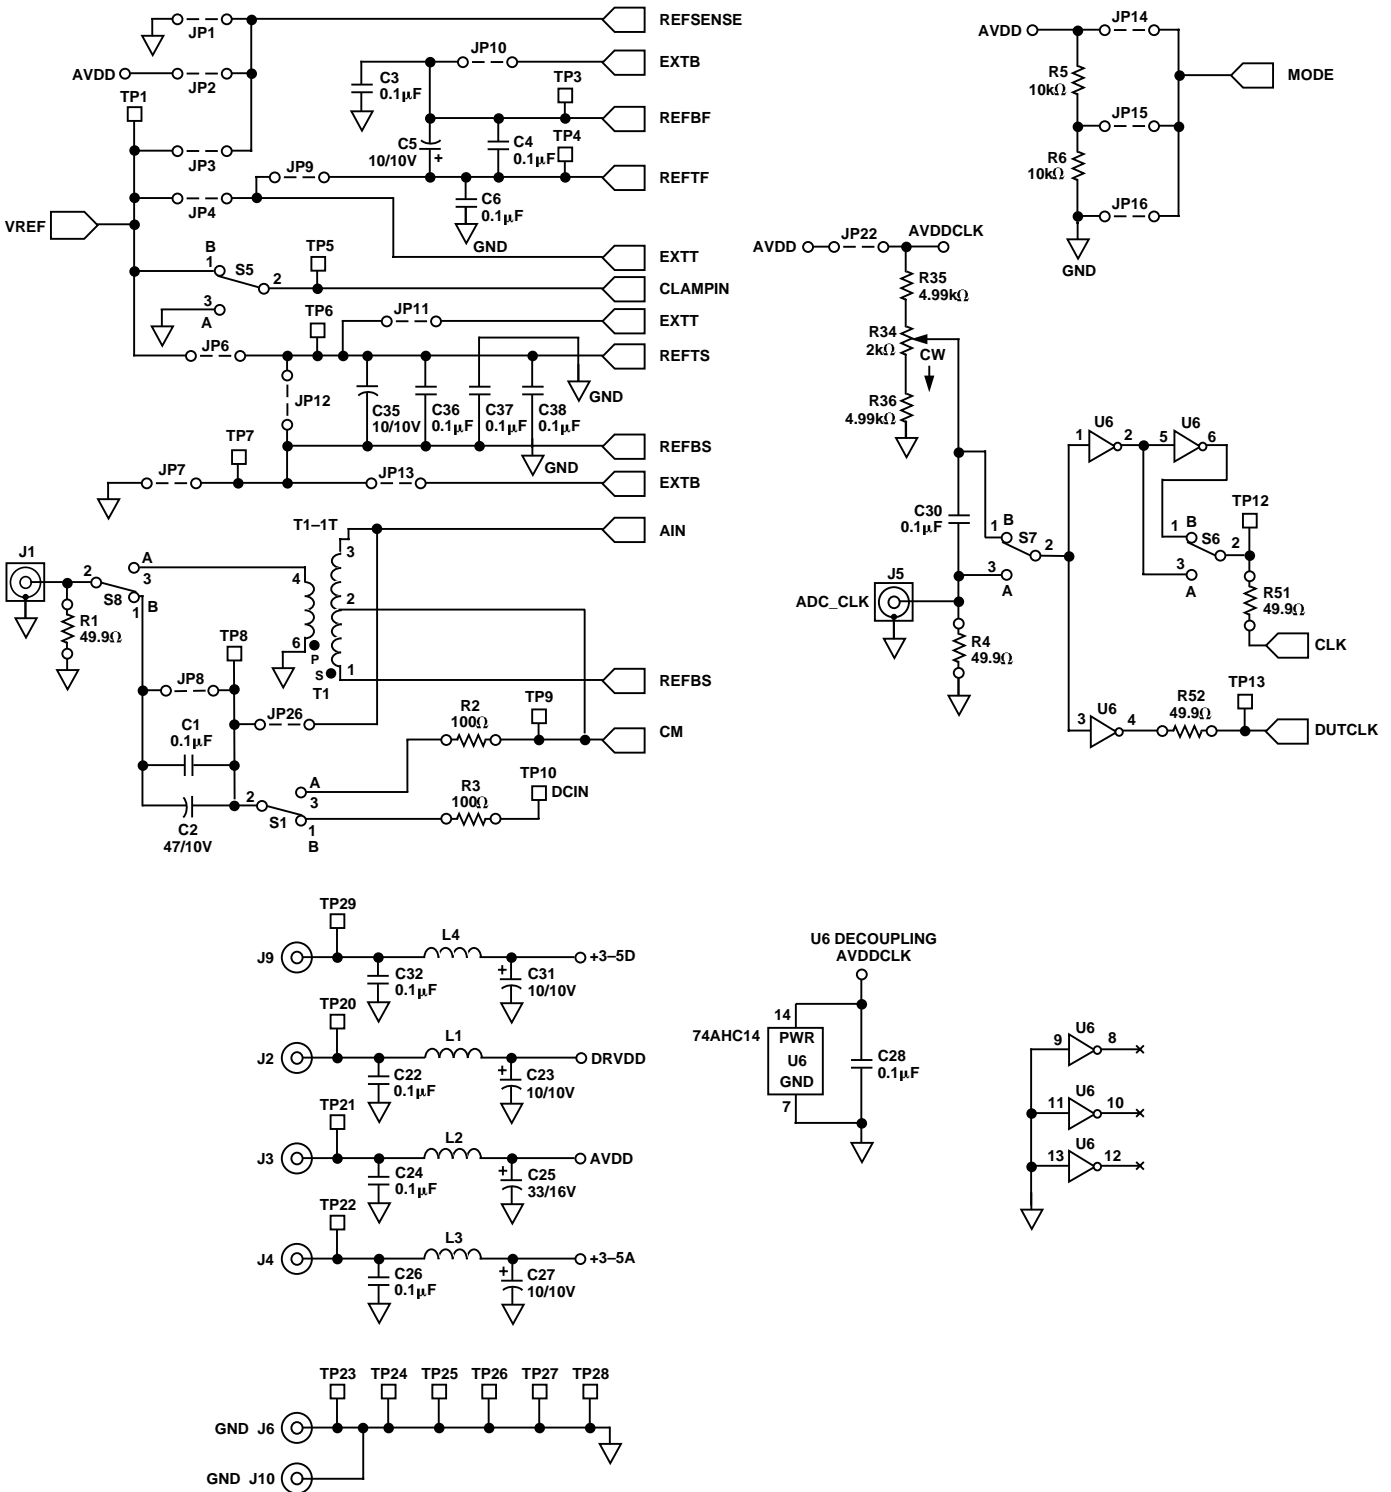 REFSENSE
JP1
AVDD
JP2
JP10
EXTB
C3
0.1µF
TP3
TP1
REFBF
C5
10/10V
+
C4
0.1µF
TP4
JP3
JP9
REFTF
JP4
C6
0.1µF
VREF
GND
B
1
S5
2
TP5
EXTT
CLAMPIN
3
A
TP6
JP11
EXTT
JP6
REFTS
GND
JP12
C35
10/10V
C36
0.1µF
C37
0.1µF
C38
0.1µF
TP7
REFBS
GND
JP7
JP13
EXTB
T1–1T
AIN
J1
2
A
3
S8
B
1
4
3
R1
49.9Ω
2
TP8
6
P
S
1
T1
REFBS
JP8
JP26
R2
100Ω
TP9
CM
C1
0.1µF
A
3
R3
100Ω
TP10
DCIN
2
S1
1
B
C2
47/10V
JP14
AVDD
R5
10kΩ
MODE
JP15
R6
10kΩ
JP16
GND
JP22
AVDDCLK
AVDD
R35
4.99kΩ
R34
2kΩ
CW
R36
4.99kΩ
U6
1
2
U6
5
6
C30
0.1µF
1
B
S7
2
3
A
1
B
S6
2
3
A
TP12
J5
ADC_CLK
R51
49.9Ω
R4
49.9Ω
CLK
TP13
U6
3
4
R52
49.9Ω
DUTCLK
TP29
L4
J9
+3–5D
C32
0.1µF
+
C31
10/10V
TP20
L1
J2
DRVDD
C22
0.1µF
+
C23
10/10V
TP21
L2
J3
AVDD
C24
0.1µF
+
C25
33/16V
TP22
L3
J4
+3–5A
C26
0.1µF
+
C27
10/10V
U6 DECOUPLING
AVDDCLK
14
74AHC14
PWR
U6
GND
7
C28
0.1µF
U6
9
8
U6
11
10
U6
13
12
TP23
TP24
TP25
TP26
TP27
TP28
GND J6
GND J10